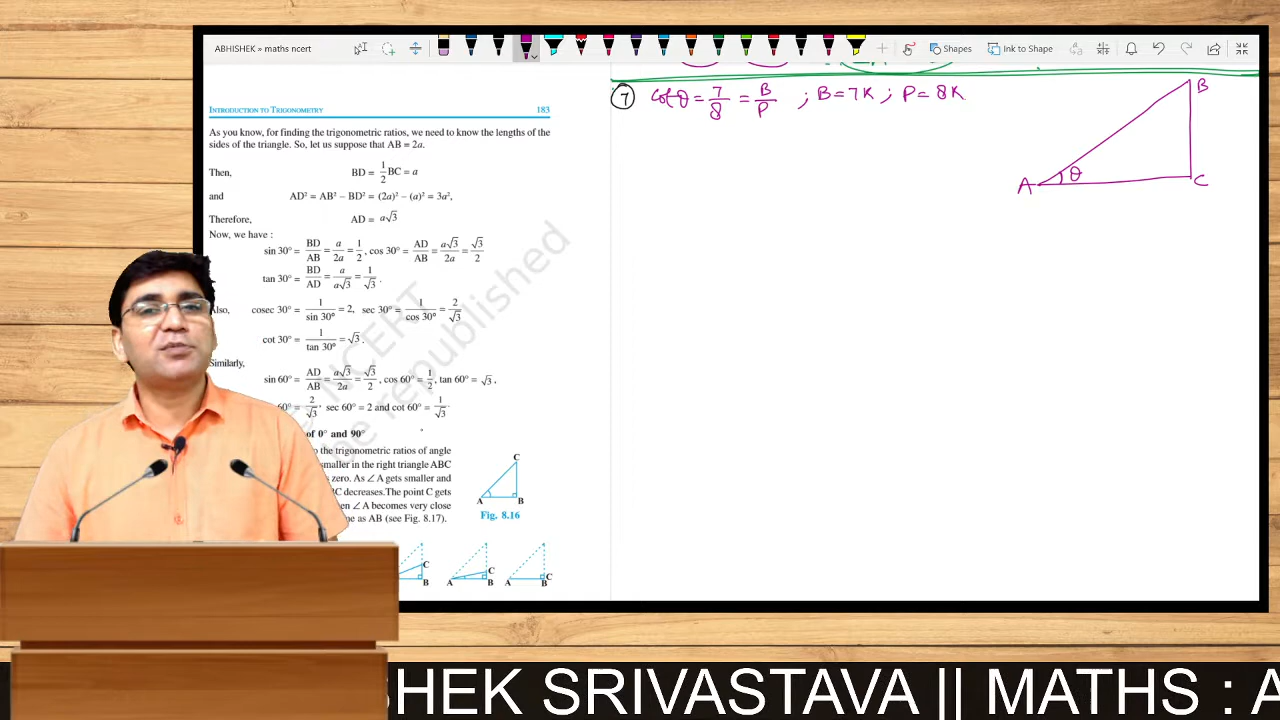 ABHISHEK » maths ncert
Shapes
Ink to Shape
INTRODUCTION TO TRIGONOMETRY 183
As you know, for finding the trigonometric ratios, we need to know the lengths of the
sides of the triangle. So, let us suppose that AB = 2a.
Then, BD = 1/2 BC = a
and AD² = AB² – BD² = (2a)² – (a)² = 3a²,
Therefore, AD = a√3
Now, we have :
sin 30° = BD/AB = a/2a = 1/2, cos 30° = AD/AB = a√3/2a = √3/2
tan 30° = BD/AD = a/a√3 = 1/√3 .
Also, cosec 30° = 1/sin 30° = 2, sec 30° = 1/cos 30° = 2/√3
cot 30° = 1/tan 30° = √3 .
Similarly,
sin 60° = AD/AB = a√3/2a = √3/2, cos 60° = 1/2, tan 60° = √3 ,
60° = 2/√3, sec 60° = 2 and cot 60° = 1/√3 .
of 0° and 90°
the trigonometric ratios of angle
smaller in the right triangle ABC
zero. As ∠ A gets smaller and
BC decreases. The point C gets
∠ A becomes very close
as AB (see Fig. 8.17).
C
A B
Fig. 8.16
C
B
C
A B
A B C
NCERT
be republished
7 cot θ = 7/8 = B/P ; B = 7K ; P = 8K
B
A θ C
HEK SRIVASTAVA || MATHS : A